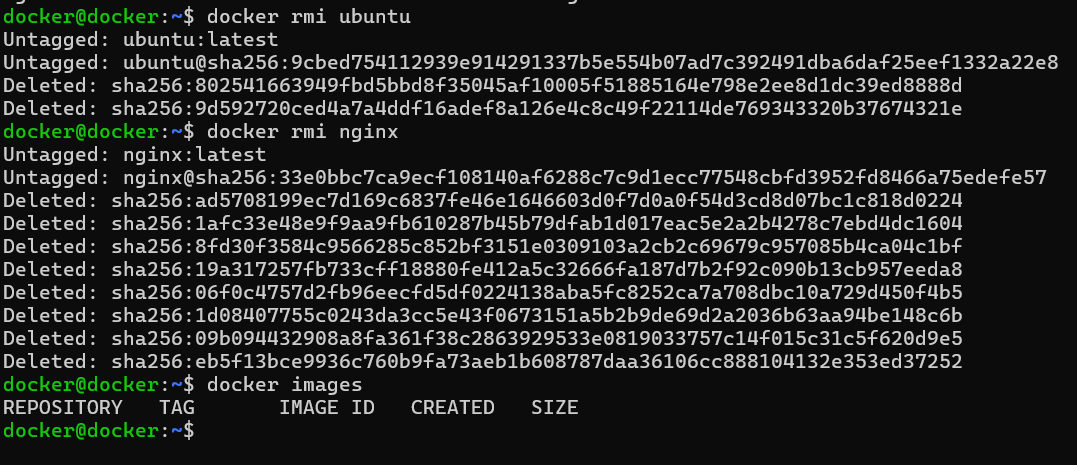 docker@docker:~$ docker rmi ubuntu
Untagged: ubuntu:latest
Untagged: ubuntu@sha256:9cbed754112939e914291337b5e554b07ad7c392491dba6daf25eef1332a22e8
Deleted: sha256:8025416639449fbd5bbd8f35045af10005f51885164e798e2ee8d1dc39ed8888d
Deleted: sha256:9d592720ced4a7a4ddf16adef8a126e4c8c49f22114de769343320b37674321e
docker@docker:~$ docker rmi nginx
Untagged: nginx:latest
Untagged: nginx@sha256:33e0bbc7ca9ecf108140af6288c7c9d1ecc77548cbfd3952fd8466a75edefe57
Deleted: sha256:ad5708199ec7d169c6837fe46e1646603d0f7d0a0f54d3cd8d07bc1c818d0224
Deleted: sha256:1afc33e48e9f9aa9fb610287b45b79dfab1d017eac5e2a2b4278c7ebd4dc1604
Deleted: sha256:8fd30f3584c9566285c852bf3151e0309103a2cb2c69679c957085b4ca04c1bf
Deleted: sha256:19a317257fb733cff18880fe412a5c32666fa187d7b2f92c090b13cb957eeda8
Deleted: sha256:06f0c4757d2fb96eecfd5df0224138aba5fc8252ca7a708dbc10a729d450f4b5
Deleted: sha256:1d08407755c0243da3cc5e43f0673151a5b2b9de69d2a2036b63aa94be148c6b
Deleted: sha256:09b094432908a8fa361f38c2863929533e0819033757c14f015c31c5f620d9e5
Deleted: sha256:eb5f13bce9936c760b9fa73aeb1b608787daa36106cc888104132e353ed37252
docker@docker:~$ docker images
REPOSITORY   TAG       IMAGE ID   CREATED   SIZE
docker@docker:~$